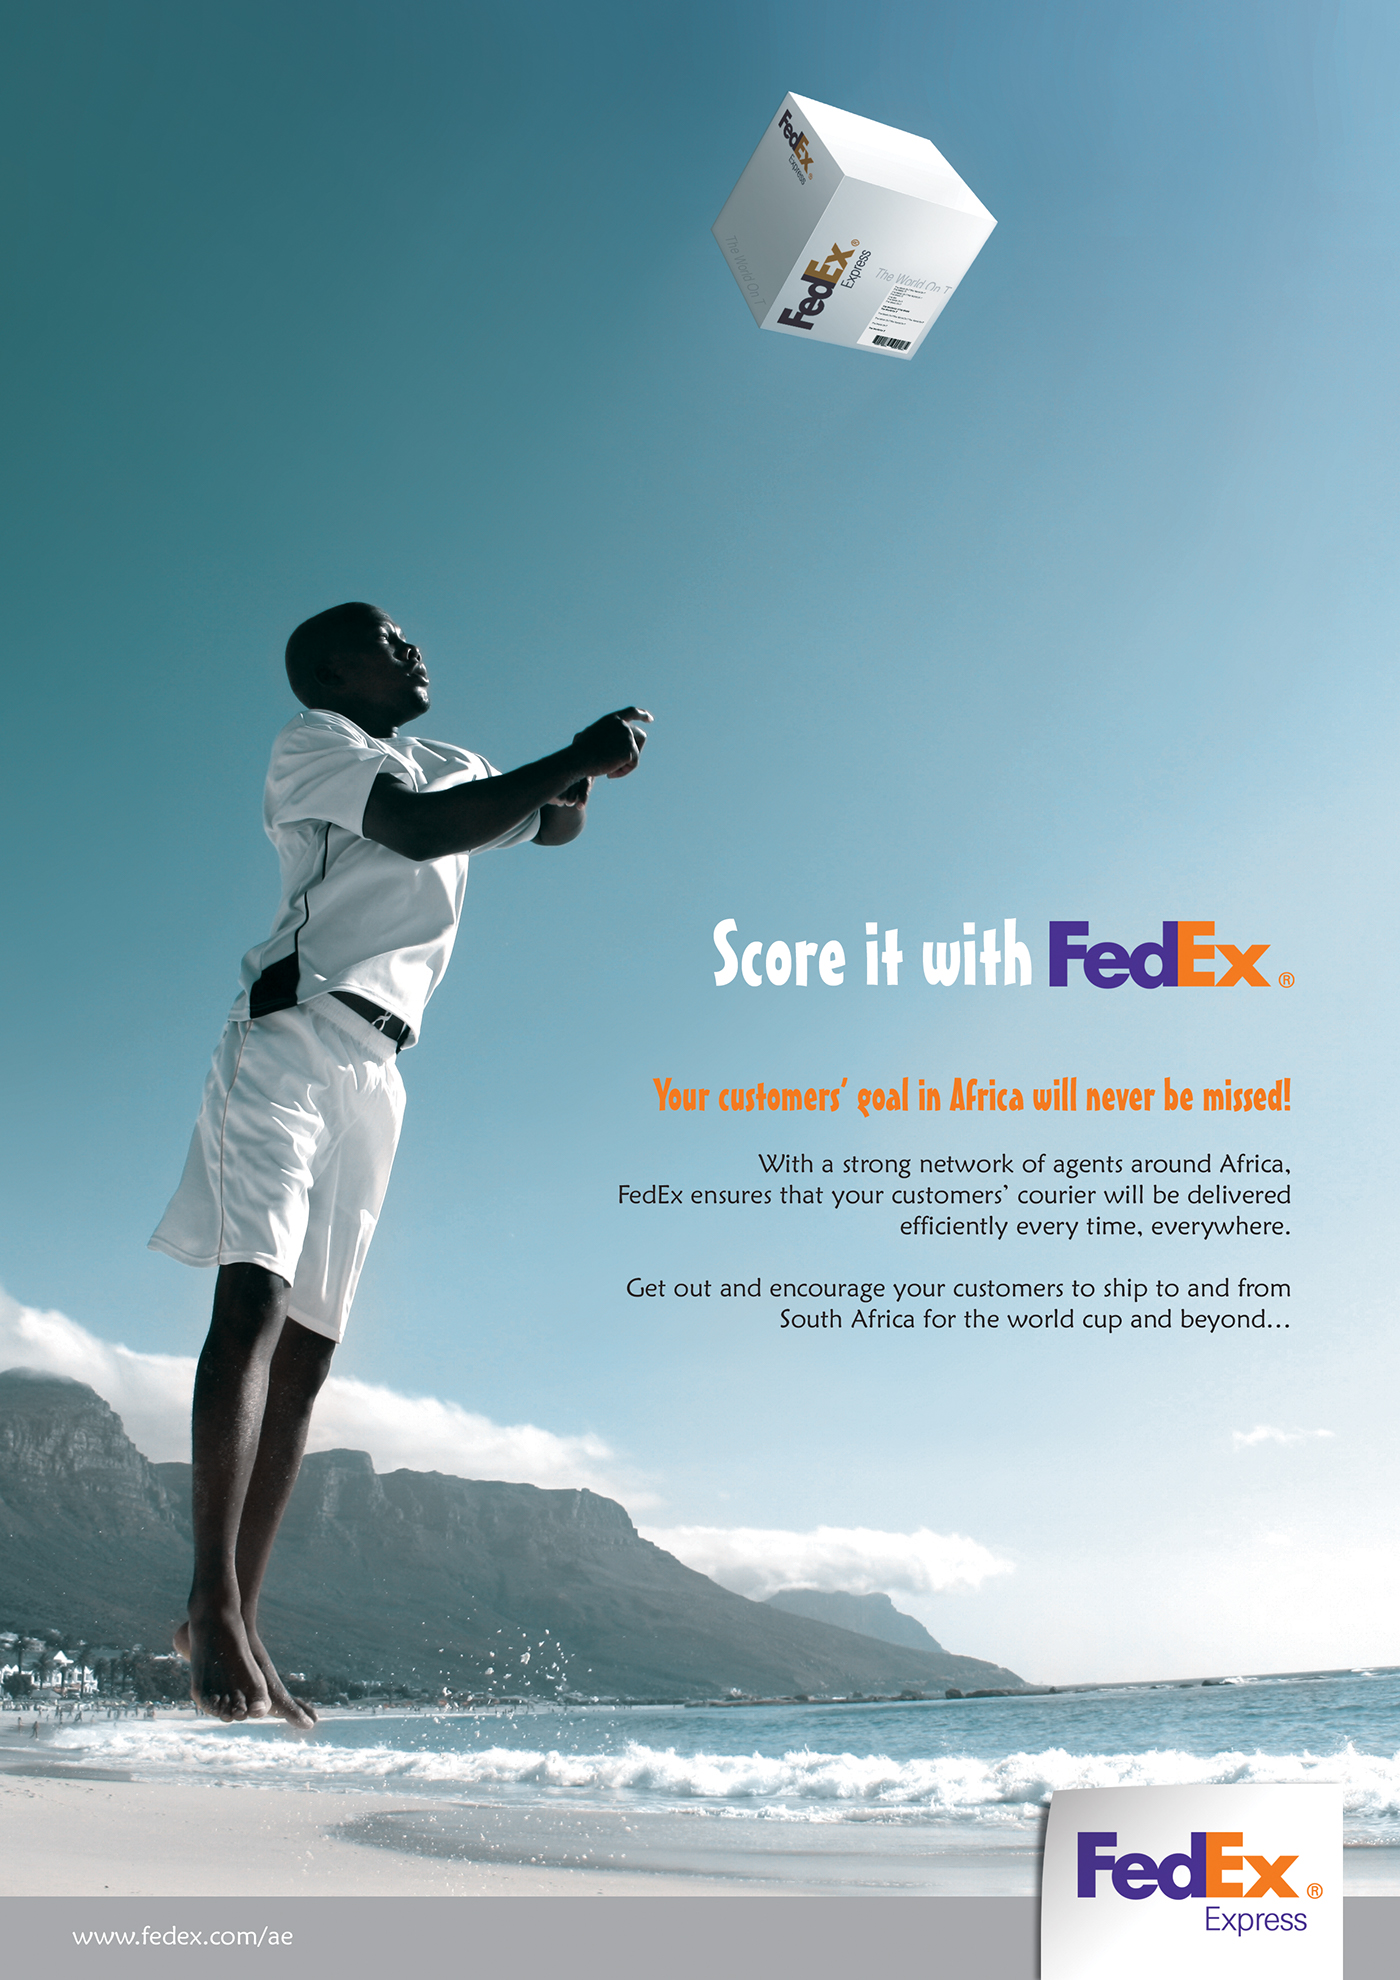 FedEx®
Express
The World On T
FedEx®
Express
The World On T
Score it with FedEx®
Your customers’ goal in Africa will never be missed!
With a strong network of agents around Africa,
FedEx ensures that your customers’ courier will be delivered
efficiently every time, everywhere.
Get out and encourage your customers to ship to and from
South Africa for the world cup and beyond...
www.fedex.com/ae
FedEx®
Express